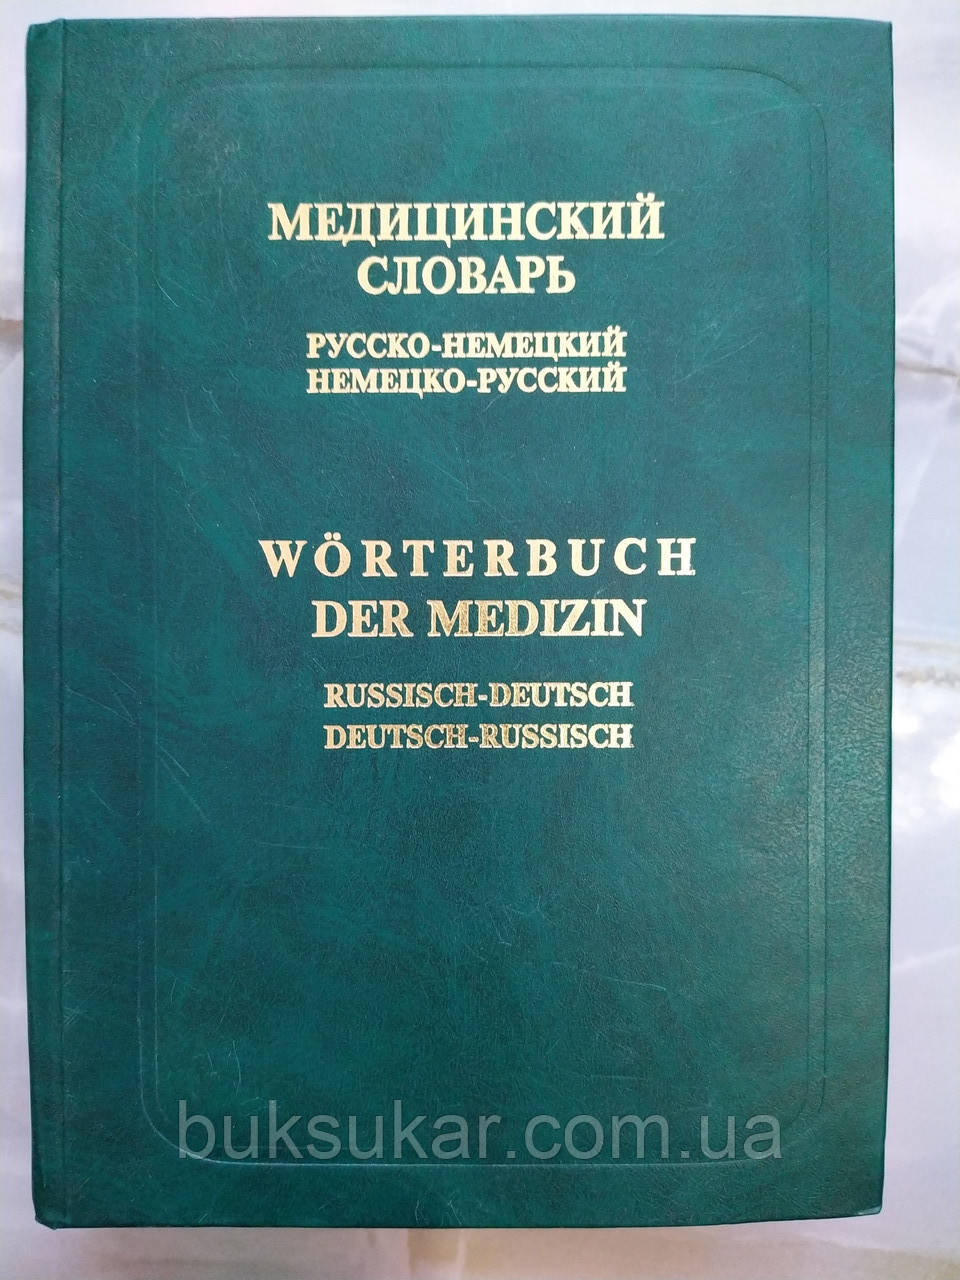 МЕДИЦИНСКИЙ
СЛОВАРЬ
РУССКО-НЕМЕЦКИЙ
НЕМЕЦКО-РУССКИЙ
WÖRTERBUCH
DER MEDIZIN
RUSSISCH-DEUTSCH
DEUTSCH-RUSSISCH
buksukar.com.ua